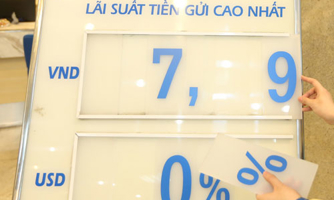 LÃI SUẤT TIỀN GỬI CAO NHẤT
VND 7,9
%
USD 0%